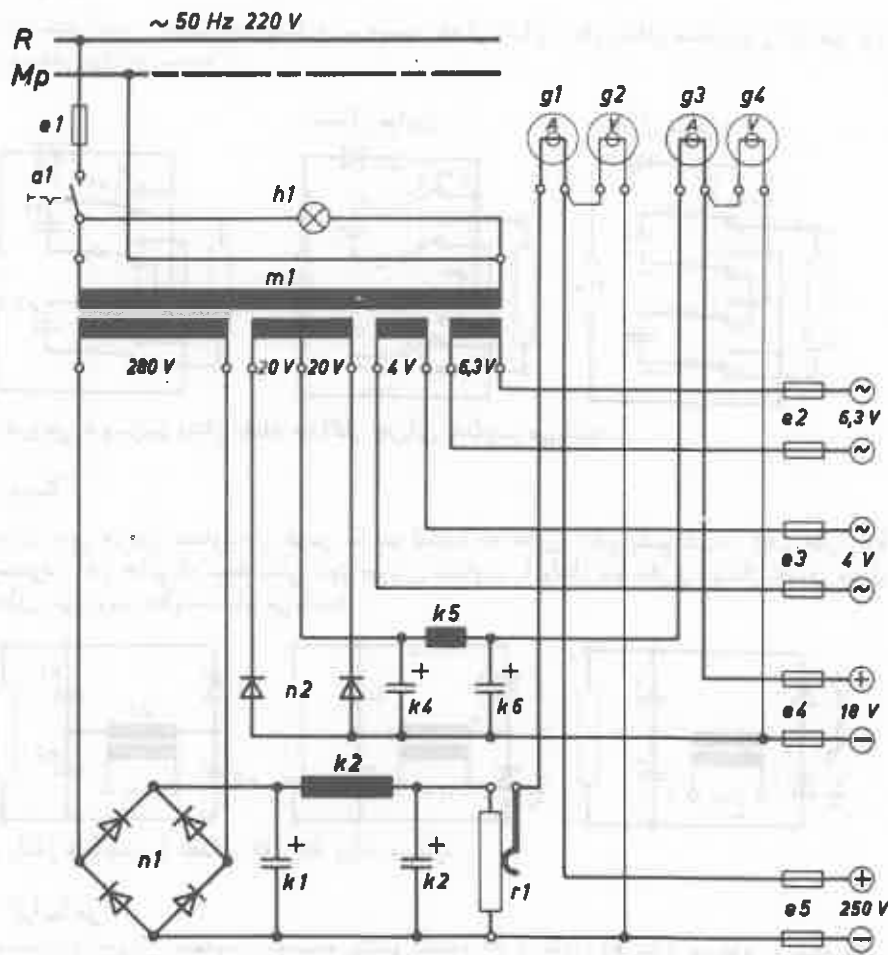 ~ 50 Hz 220 V
R
Mp
e1
a1
h1
m1
g1 g2 g3 g4
A V A V
280 V 20 V 20 V 4 V 6,3V
~
e2 6,3 V
~
~
e3 4 V
~
k5
+ +
n2 k4 k6
+
e4 18 V
−
k2
n1
+ +
k1 k2 r1
+
e5 250 V
−